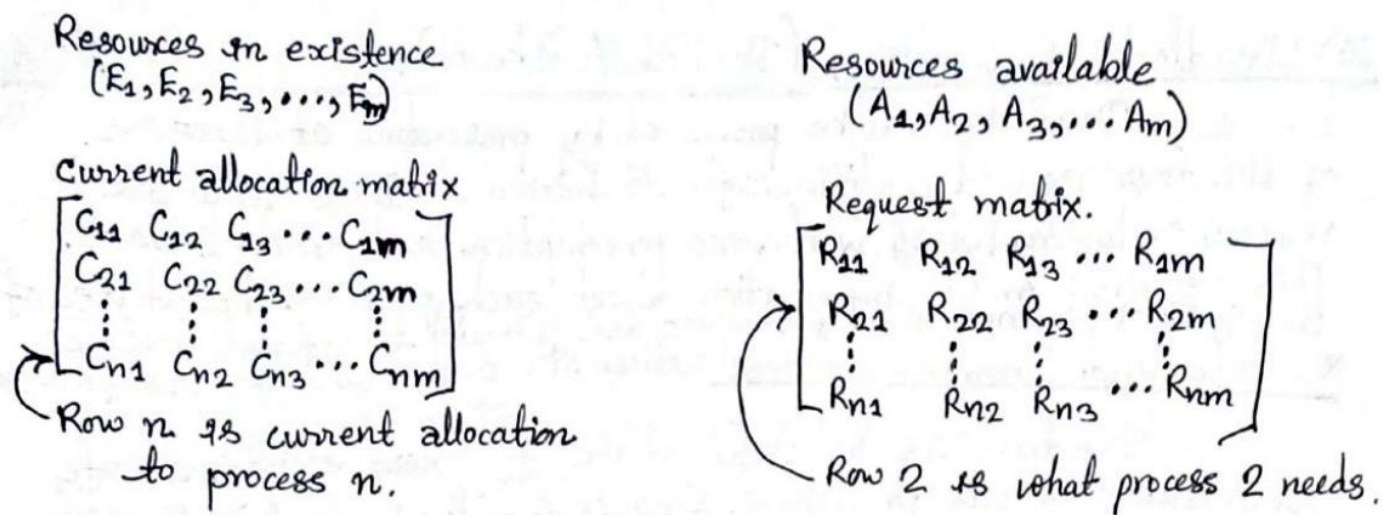 Resources in existence
(E1, E2, E3, ..., Em)
Current allocation matrix
C11 C12 C13 ... C1m
C21 C22 C23 ... C2m
Cn1 Cn2 Cn3 ... Cnm
Row n is current allocation
to process n.
Resources available
(A1, A2, A3, ... Am)
Request matrix.
R11 R12 R13 ... R1m
R21 R22 R23 ... R2m
Rn1 Rn2 Rn3 ... Rnm
Row 2 is what process 2 needs.